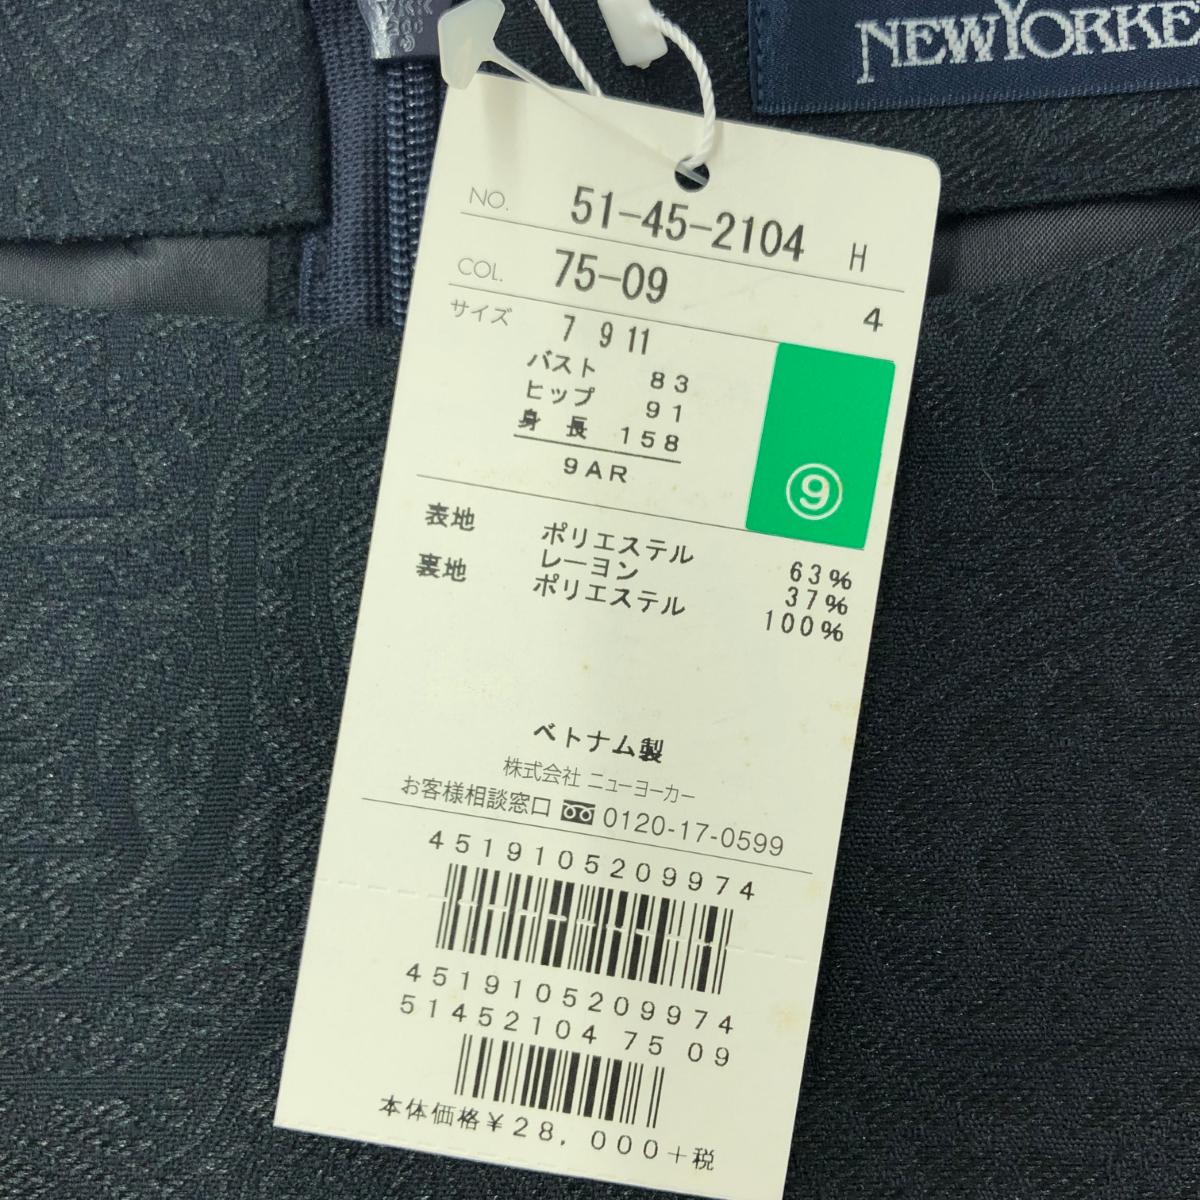 YKK
NEWYORKE
NO. 51-45-2104 H
COL. 75-09 4
サイズ 7 9 11
バスト 83
ヒップ 91
身長 158
9AR
⑨
表地 ポリエステル 63%
レーヨン 37%
裏地 ポリエステル 100%
ベトナム製
株式会社 ニューヨーカー
お客様相談窓口 0120-17-0599
4519105209974
4519105209974
51452104 75 09
本体価格¥28,000+税